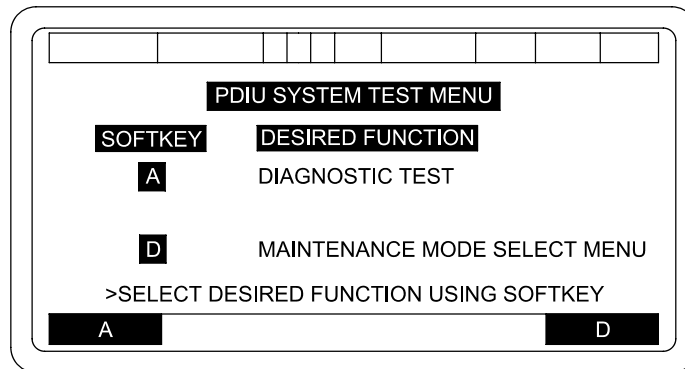 PDIU SYSTEM TEST MENU
SOFTKEY DESIRED FUNCTION
A DIAGNOSTIC TEST
D MAINTENANCE MODE SELECT MENU
>SELECT DESIRED FUNCTION USING SOFTKEY
A D